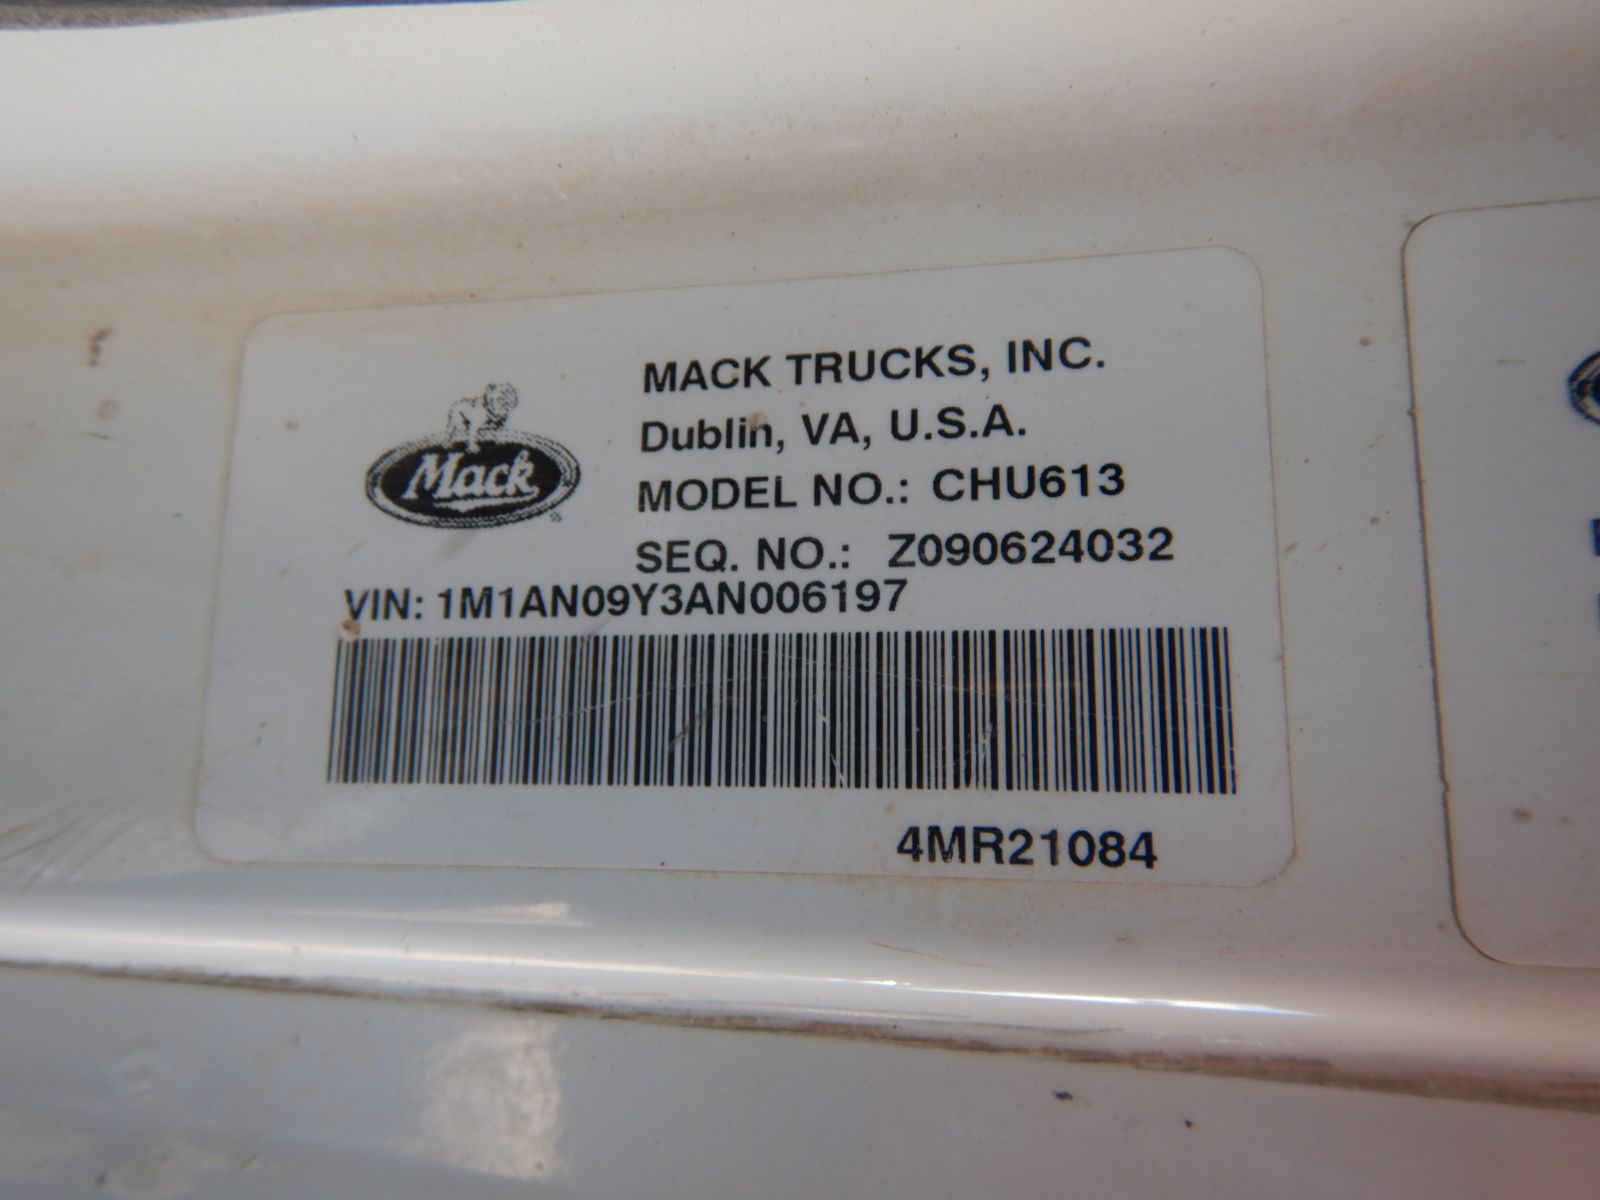 MACK TRUCKS, INC.
Dublin, VA, U.S.A.
Mack
MODEL NO.: CHU613
SEQ. NO.: Z090624032
VIN: 1M1AN09Y3AN006197
4MR21084